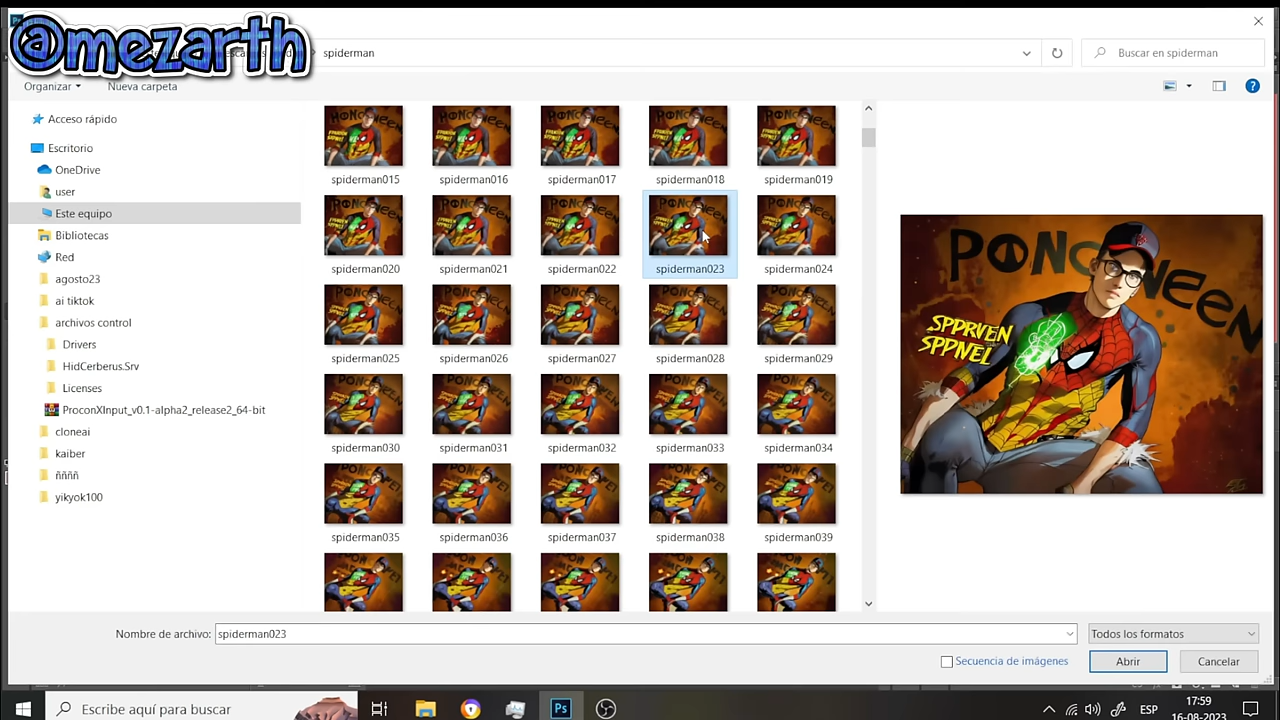 @mezarth
spiderman
Buscar en spiderman
Organizar
Nueva carpeta
Acceso rápido
Escritorio
OneDrive
user
Este equipo
Bibliotecas
Red
agosto23
ai tiktok
archivos control
Drivers
HidCerberus.Srv
Licenses
ProconXInput_v0.1-alpha2_release2_64-bit
cloneai
kaiber
ññññ
yikyok100
spiderman015
spiderman016
spiderman017
spiderman018
spiderman019
spiderman020
spiderman021
spiderman022
spiderman023
spiderman024
spiderman025
spiderman026
spiderman027
spiderman028
spiderman029
spiderman030
spiderman031
spiderman032
spiderman033
spiderman034
spiderman035
spiderman036
spiderman037
spiderman038
spiderman039
SPPRVEN
SPPNEL
Nombre de archivo:
spiderman023
Todos los formatos
Secuencia de imágenes
Abrir
Cancelar
Escribe aquí para buscar
Ps
ESP
17:59
16-08-2023